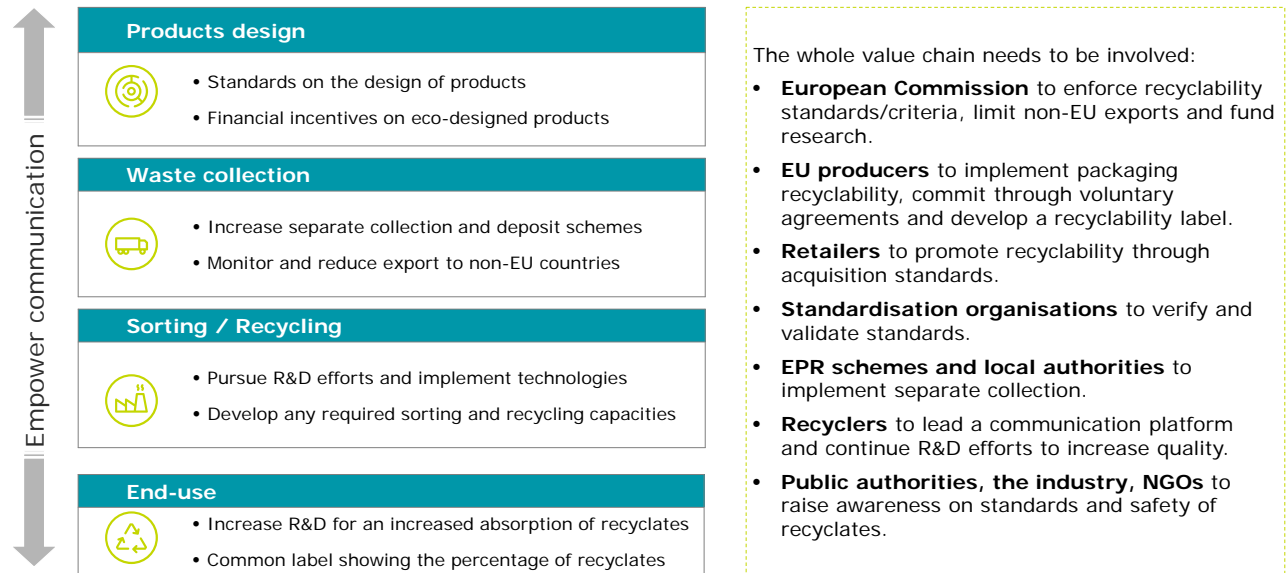 Empower communication
Products design
• Standards on the design of products
• Financial incentives on eco-designed products
Waste collection
• Increase separate collection and deposit schemes
• Monitor and reduce export to non-EU countries
Sorting / Recycling
• Pursue R&D efforts and implement technologies
• Develop any required sorting and recycling capacities
End-use
• Increase R&D for an increased absorption of recyclates
• Common label showing the percentage of recyclates
The whole value chain needs to be involved:
• European Commission to enforce recyclability
standards/criteria, limit non-EU exports and fund
research.
• EU producers to implement packaging
recyclability, commit through voluntary
agreements and develop a recyclability label.
• Retailers to promote recyclability through
acquisition standards.
• Standardisation organisations to verify and
validate standards.
• EPR schemes and local authorities to
implement separate collection.
• Recyclers to lead a communication platform
and continue R&D efforts to increase quality.
• Public authorities, the industry, NGOs to
raise awareness on standards and safety of
recyclates.